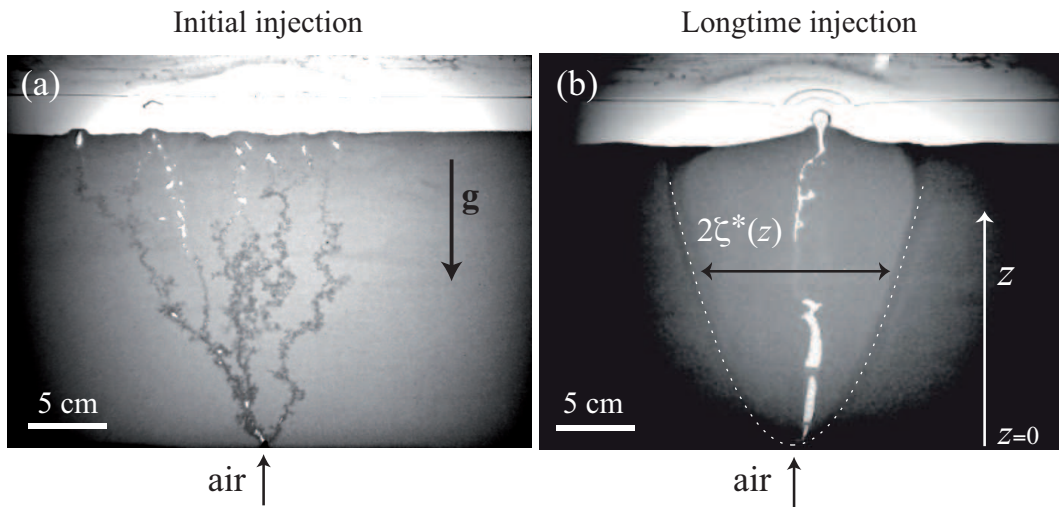 Initial injection
Longtime injection
(a)
(b)
g
2ζ*(z)
z
5 cm
5 cm
z=0
air
air